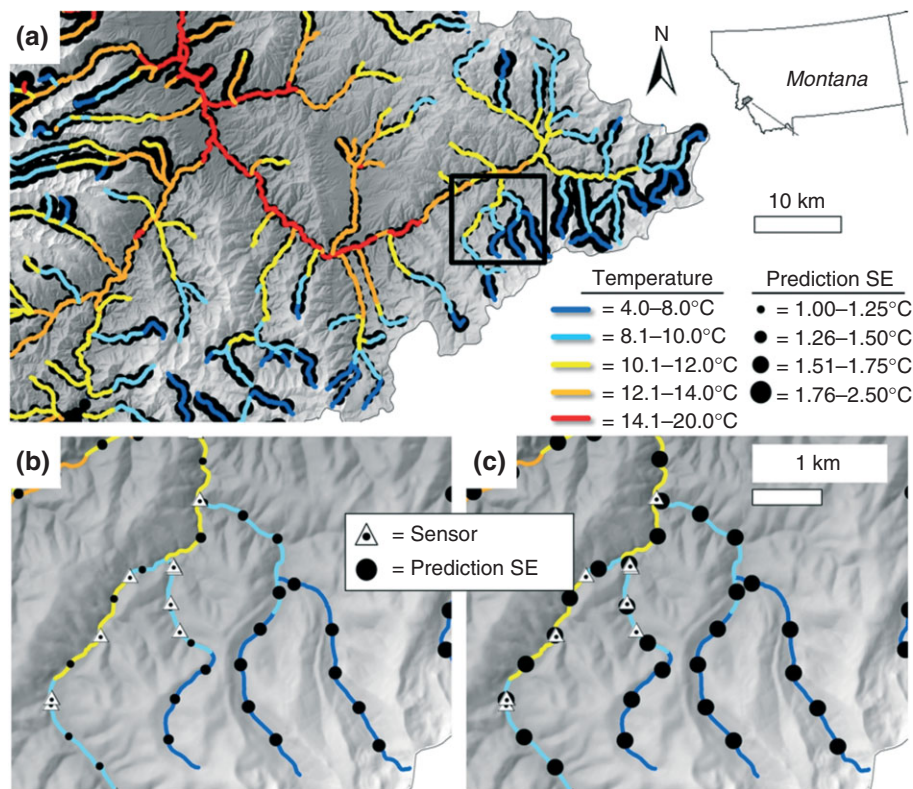 (a)
N
Montana
10 km
Temperature
= 4.0–8.0°C
= 8.1–10.0°C
= 10.1–12.0°C
= 12.1–14.0°C
= 14.1–20.0°C
Prediction SE
= 1.00–1.25°C
= 1.26–1.50°C
= 1.51–1.75°C
= 1.76–2.50°C
(b)
= Sensor
= Prediction SE
(c)
1 km